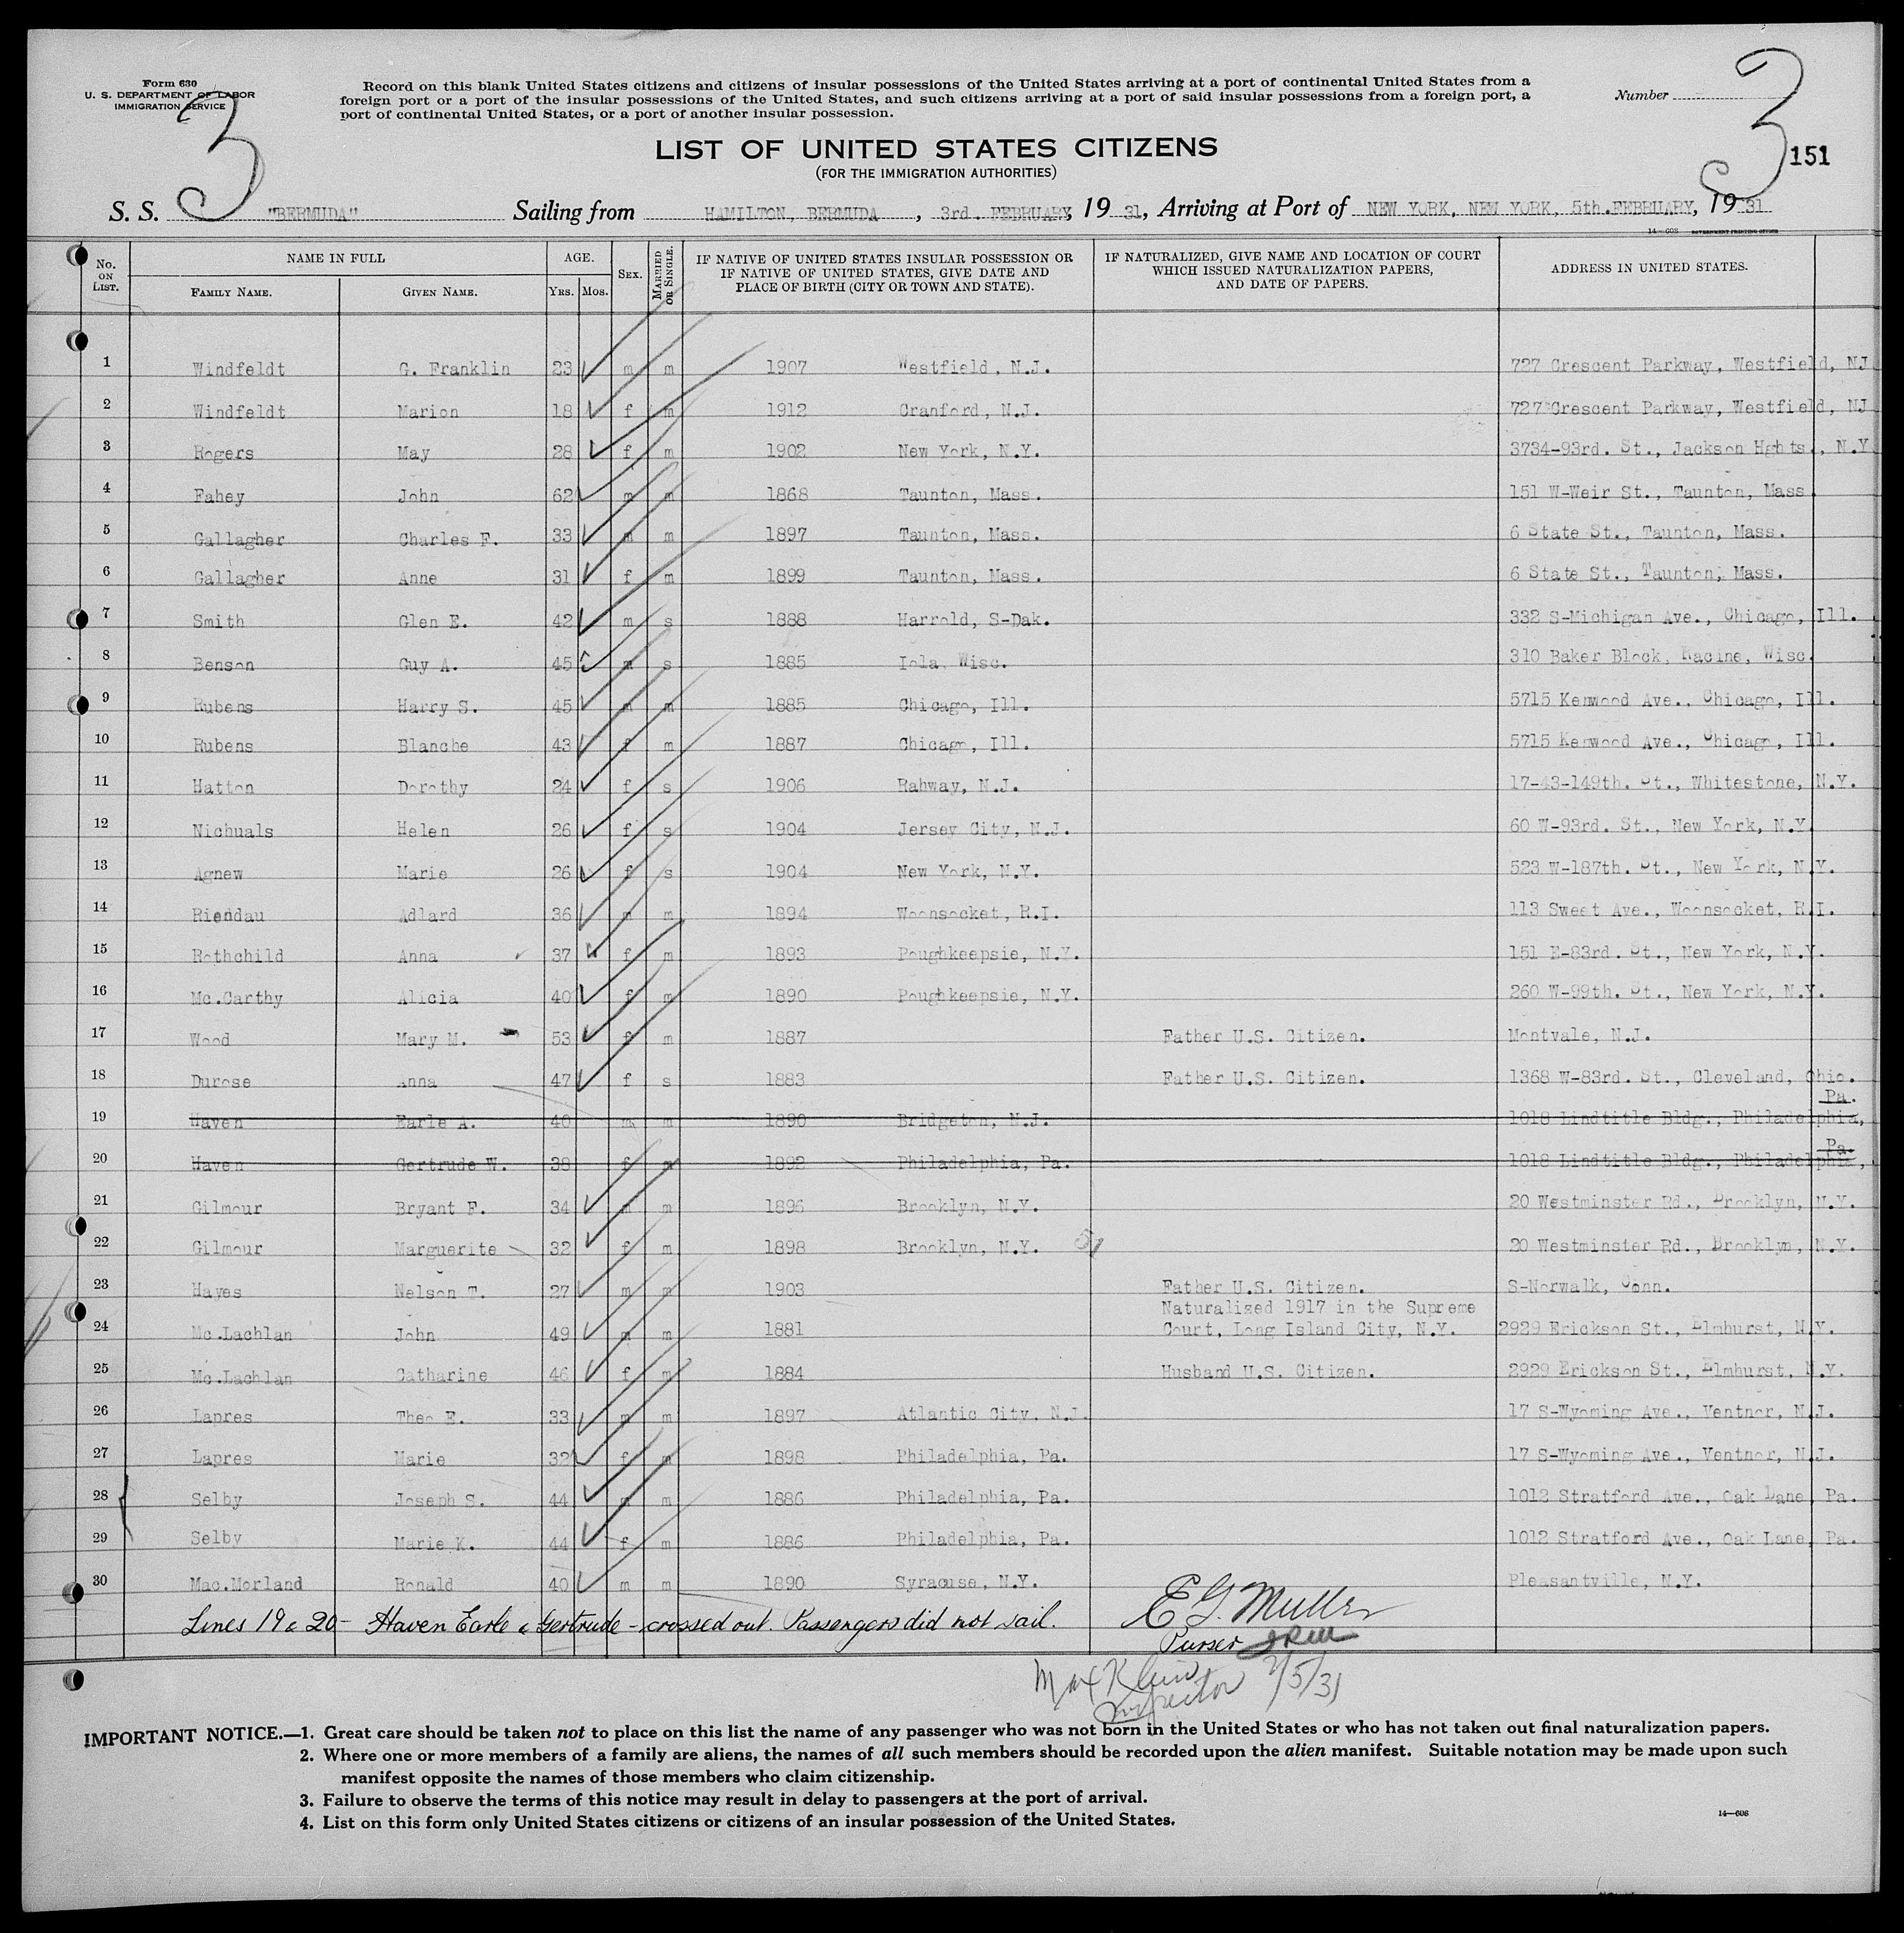 Form 630
U. S. DEPARTMENT OF LABOR
IMMIGRATION SERVICE
3
Record on this blank United States citizens and citizens of insular possessions of the United States arriving at a port of continental United States from a
foreign port or a port of the insular possessions of the United States, and such citizens arriving at a port of said insular possessions from a foreign port, a
port of continental United States, or a port of another insular possession.
Number
3
151
LIST OF UNITED STATES CITIZENS
(FOR THE IMMIGRATION AUTHORITIES)
S. S. "BERMUDA" Sailing from HAMILTON, BERMUDA, 3rd. FEBRUARY, 19 31, Arriving at Port of NEW YORK, NEW YORK, 5th. FEBRUARY, 19 31
14—608 GOVERNMENT PRINTING OFFICE
No. ON LIST. NAME IN FULL AGE. SEX. MARRIED OR SINGLE. IF NATIVE OF UNITED STATES INSULAR POSSESSION OR IF NATIVE OF UNITED STATES, GIVE DATE AND PLACE OF BIRTH (CITY OR TOWN AND STATE). IF NATURALIZED, GIVE NAME AND LOCATION OF COURT WHICH ISSUED NATURALIZATION PAPERS, AND DATE OF PAPERS. ADDRESS IN UNITED STATES.
FAMILY NAME. GIVEN NAME. YRS. MOS.
1 Windfeldt G. Franklin 23 m m 1907 Westfield, N.J. 727 Crescent Parkway, Westfield, NJ
2 Windfeldt Marion 18 f m 1912 Cranford, N.J. 727 Crescent Parkway, Westfield, NJ
3 Rogers May 28 f m 1902 New York, N.Y. 3734-93rd. St., Jackson Hghts., N.Y
4 Fahey John 62 m m 1868 Taunton, Mass. 151 W-Weir St., Taunton, Mass
5 Gallagher Charles F. 33 m m 1897 Taunton, Mass. 6 State St., Taunton, Mass.
6 Gallagher Anne 31 f m 1899 Taunton, Mass. 6 State St., Taunton, Mass.
7 Smith Glen E. 42 m s 1888 Harrold, S-Dak. 332 S-Michigan Ave., Chicago, Ill.
8 Benson Guy A. 45 m s 1885 Iola, Wisc. 310 Baker Block, Racine, Wisc.
9 Rubens Harry S. 45 m m 1885 Chicago, Ill. 5715 Kenwood Ave., Chicago, Ill.
10 Rubens Blanche 43 f m 1887 Chicago, Ill. 5715 Kenwood Ave., Chicago, Ill.
11 Hatton Dorothy 24 f s 1906 Rahway, N.J. 17-43-149th. St., Whitestone, N.Y.
12 Nichuals Helen 26 f s 1904 Jersey City, N.J. 60 W-93rd. St., New York, N.Y.
13 Agnew Marie 26 f s 1904 New York, N.Y. 523 W-187th. St., New York, N.Y.
14 Riendau Adlard 36 m m 1894 Woonsocket, R.I. 113 Sweet Ave., Woonsocket, R.I.
15 Rothchild Anna 37 f m 1893 Poughkeepsie, N.Y. 151 E-83rd. St., New York, N.Y.
16 Mc.Carthy Alicia 40 f m 1890 Poughkeepsie, N.Y. 260 W-99th. St., New York, N.Y.
17 Wood Mary M. 53 f m 1887 Father U.S. Citizen. Montvale, N.J.
18 Durose Anna 47 f s 1883 Father U.S. Citizen. 1368 W-83rd. St., Cleveland, Ohio.
19 Haven Earle A. 40 m m 1890 Bridgeton, N.J. 1018 Lindtitle Bldg., Philadelphia, Pa.
20 Haven Gertrude W. 38 f m 1892 Philadelphia, Pa. 1018 Lindtitle Bldg., Philadelphia, Pa.
21 Gilmour Bryant F. 34 m m 1896 Brooklyn, N.Y. 20 Westminster Rd., Brooklyn, N.Y.
22 Gilmour Marguerite 32 f m 1898 Brooklyn, N.Y. 20 Westminster Rd., Brooklyn, N.Y.
23 Hayes Nelson T. 27 m m 1903 Father U.S. Citizen. S-Norwalk, Conn.
Naturalized 1917 in the Supreme
24 Mc.Lachlan John 49 m m 1881 Court, Long Island City, N.Y. 2929 Erickson St., Elmhurst, N.Y.
25 Mc.Lachlan Catharine 46 f m 1884 Husband U.S. Citizen. 2929 Erickson St., Elmhurst, N.Y.
26 Lapres Theo E. 33 m m 1897 Atlantic City, N.J. 17 S-Wyoming Ave., Ventnor, N.J.
27 Lapres Marie 32 f m 1898 Philadelphia, Pa. 17 S-Wyoming Ave., Ventnor, N.J.
28 Selby Joseph S. 44 m m 1886 Philadelphia, Pa. 1012 Stratford Ave., Oak Lane, Pa.
29 Selby Marie K. 44 f m 1886 Philadelphia, Pa. 1012 Stratford Ave., Oak Lane, Pa.
30 Mac.Morland Ronald 40 m m 1890 Syracuse, N.Y. Pleasantville, N.Y.
Lines 19 & 20 - Haven Earle & Gertrude - crossed out. Passengers did not sail. E G Muller
Purser
Max Klein
Inspector 2/5/31
IMPORTANT NOTICE.—1. Great care should be taken not to place on this list the name of any passenger who was not born in the United States or who has not taken out final naturalization papers.
2. Where one or more members of a family are aliens, the names of all such members should be recorded upon the alien manifest. Suitable notation may be made upon such
manifest opposite the names of those members who claim citizenship.
3. Failure to observe the terms of this notice may result in delay to passengers at the port of arrival.
4. List on this form only United States citizens or citizens of an insular possession of the United States.
14—608